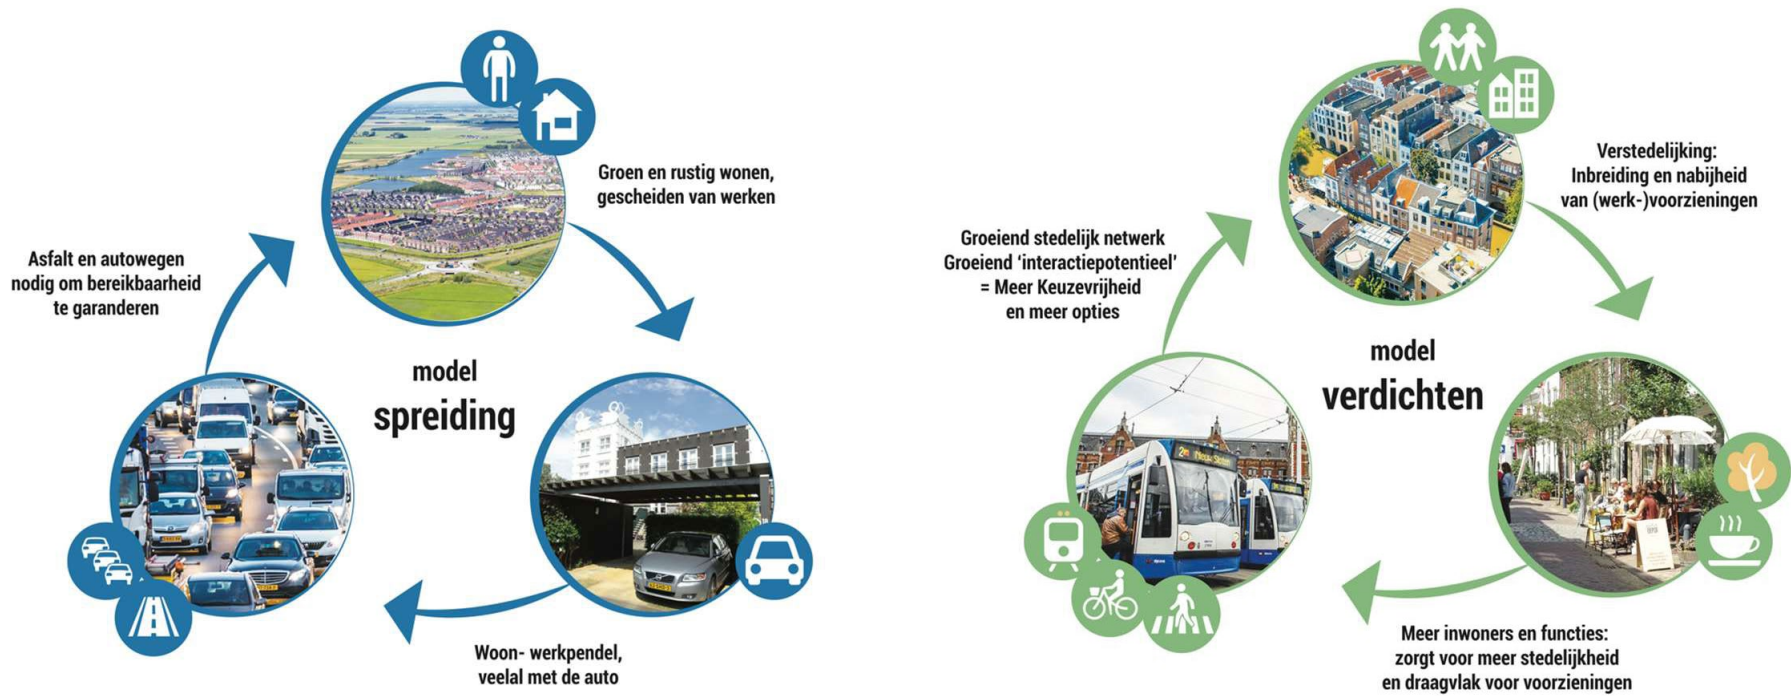 Groen en rustig wonen,
gescheiden van werken
Asfalt en autowegen
nodig om bereikbaarheid
te garanderen
model
spreiding
Woon- werkpendel,
veelal met de auto
Verstedelijking:
Inbreiding en nabijheid
van (werk-)voorzieningen
Groeiend stedelijk netwerk
Groeiend ‘interactiepotentieel’
= Meer Keuzevrijheid
en meer opties
model
verdichten
Meer inwoners en functies:
zorgt voor meer stedelijkheid
en draagvlak voor voorzieningen